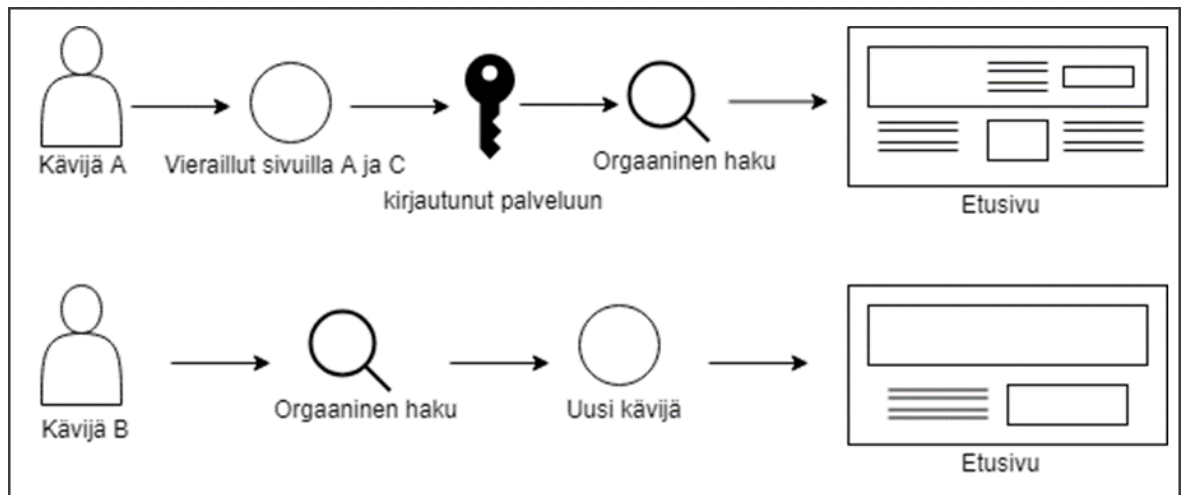 Kävijä A
Vieraillut sivuilla A ja C
kirjautunut palveluun
Orgaaninen haku
Etusivu
Kävijä B
Orgaaninen haku
Uusi kävijä
Etusivu